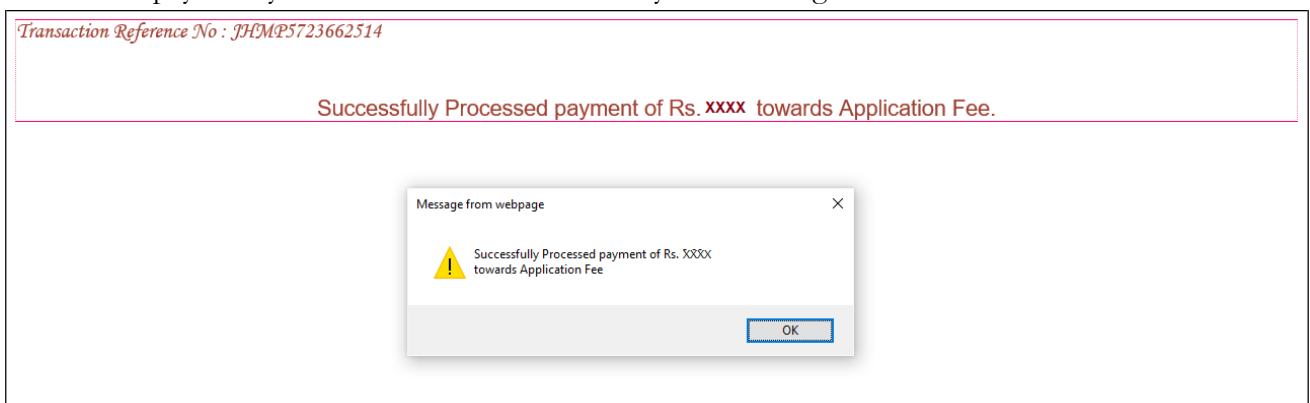 Transaction Reference No : JHMP5723662514
Successfully Processed payment of Rs. xxxx towards Application Fee.
Message from webpage
Successfully Processed payment of Rs. XXXX
towards Application Fee
OK